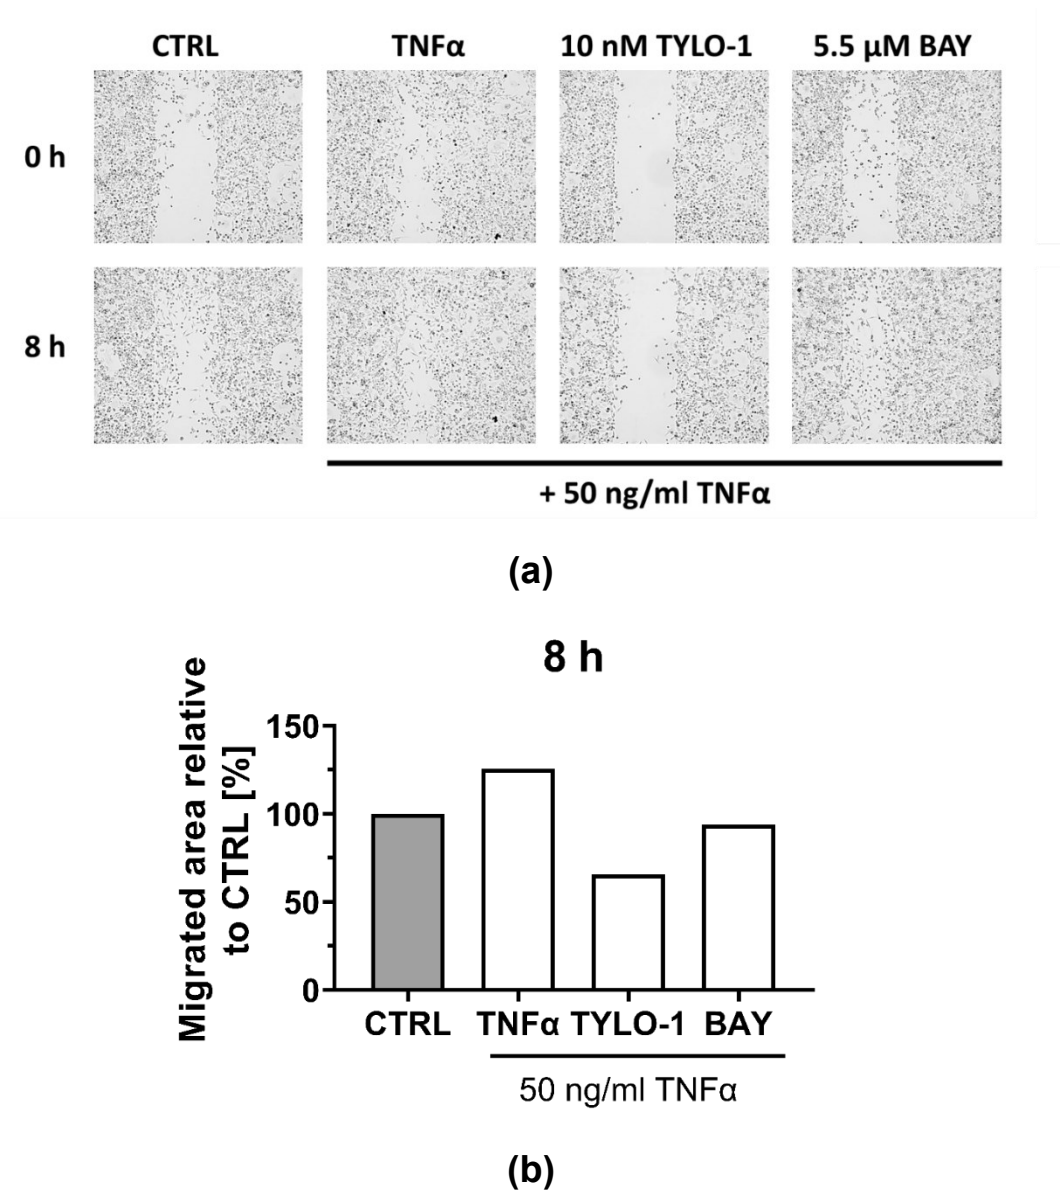 CTRL TNFα 10 nM TYLO-1 5.5 µM BAY
0 h
8 h
+ 50 ng/ml TNFα
(a)
8 h
Migrated area relative
to CTRL [%]
150
100
50
0
CTRL TNFα TYLO-1 BAY
50 ng/ml TNFα
(b)